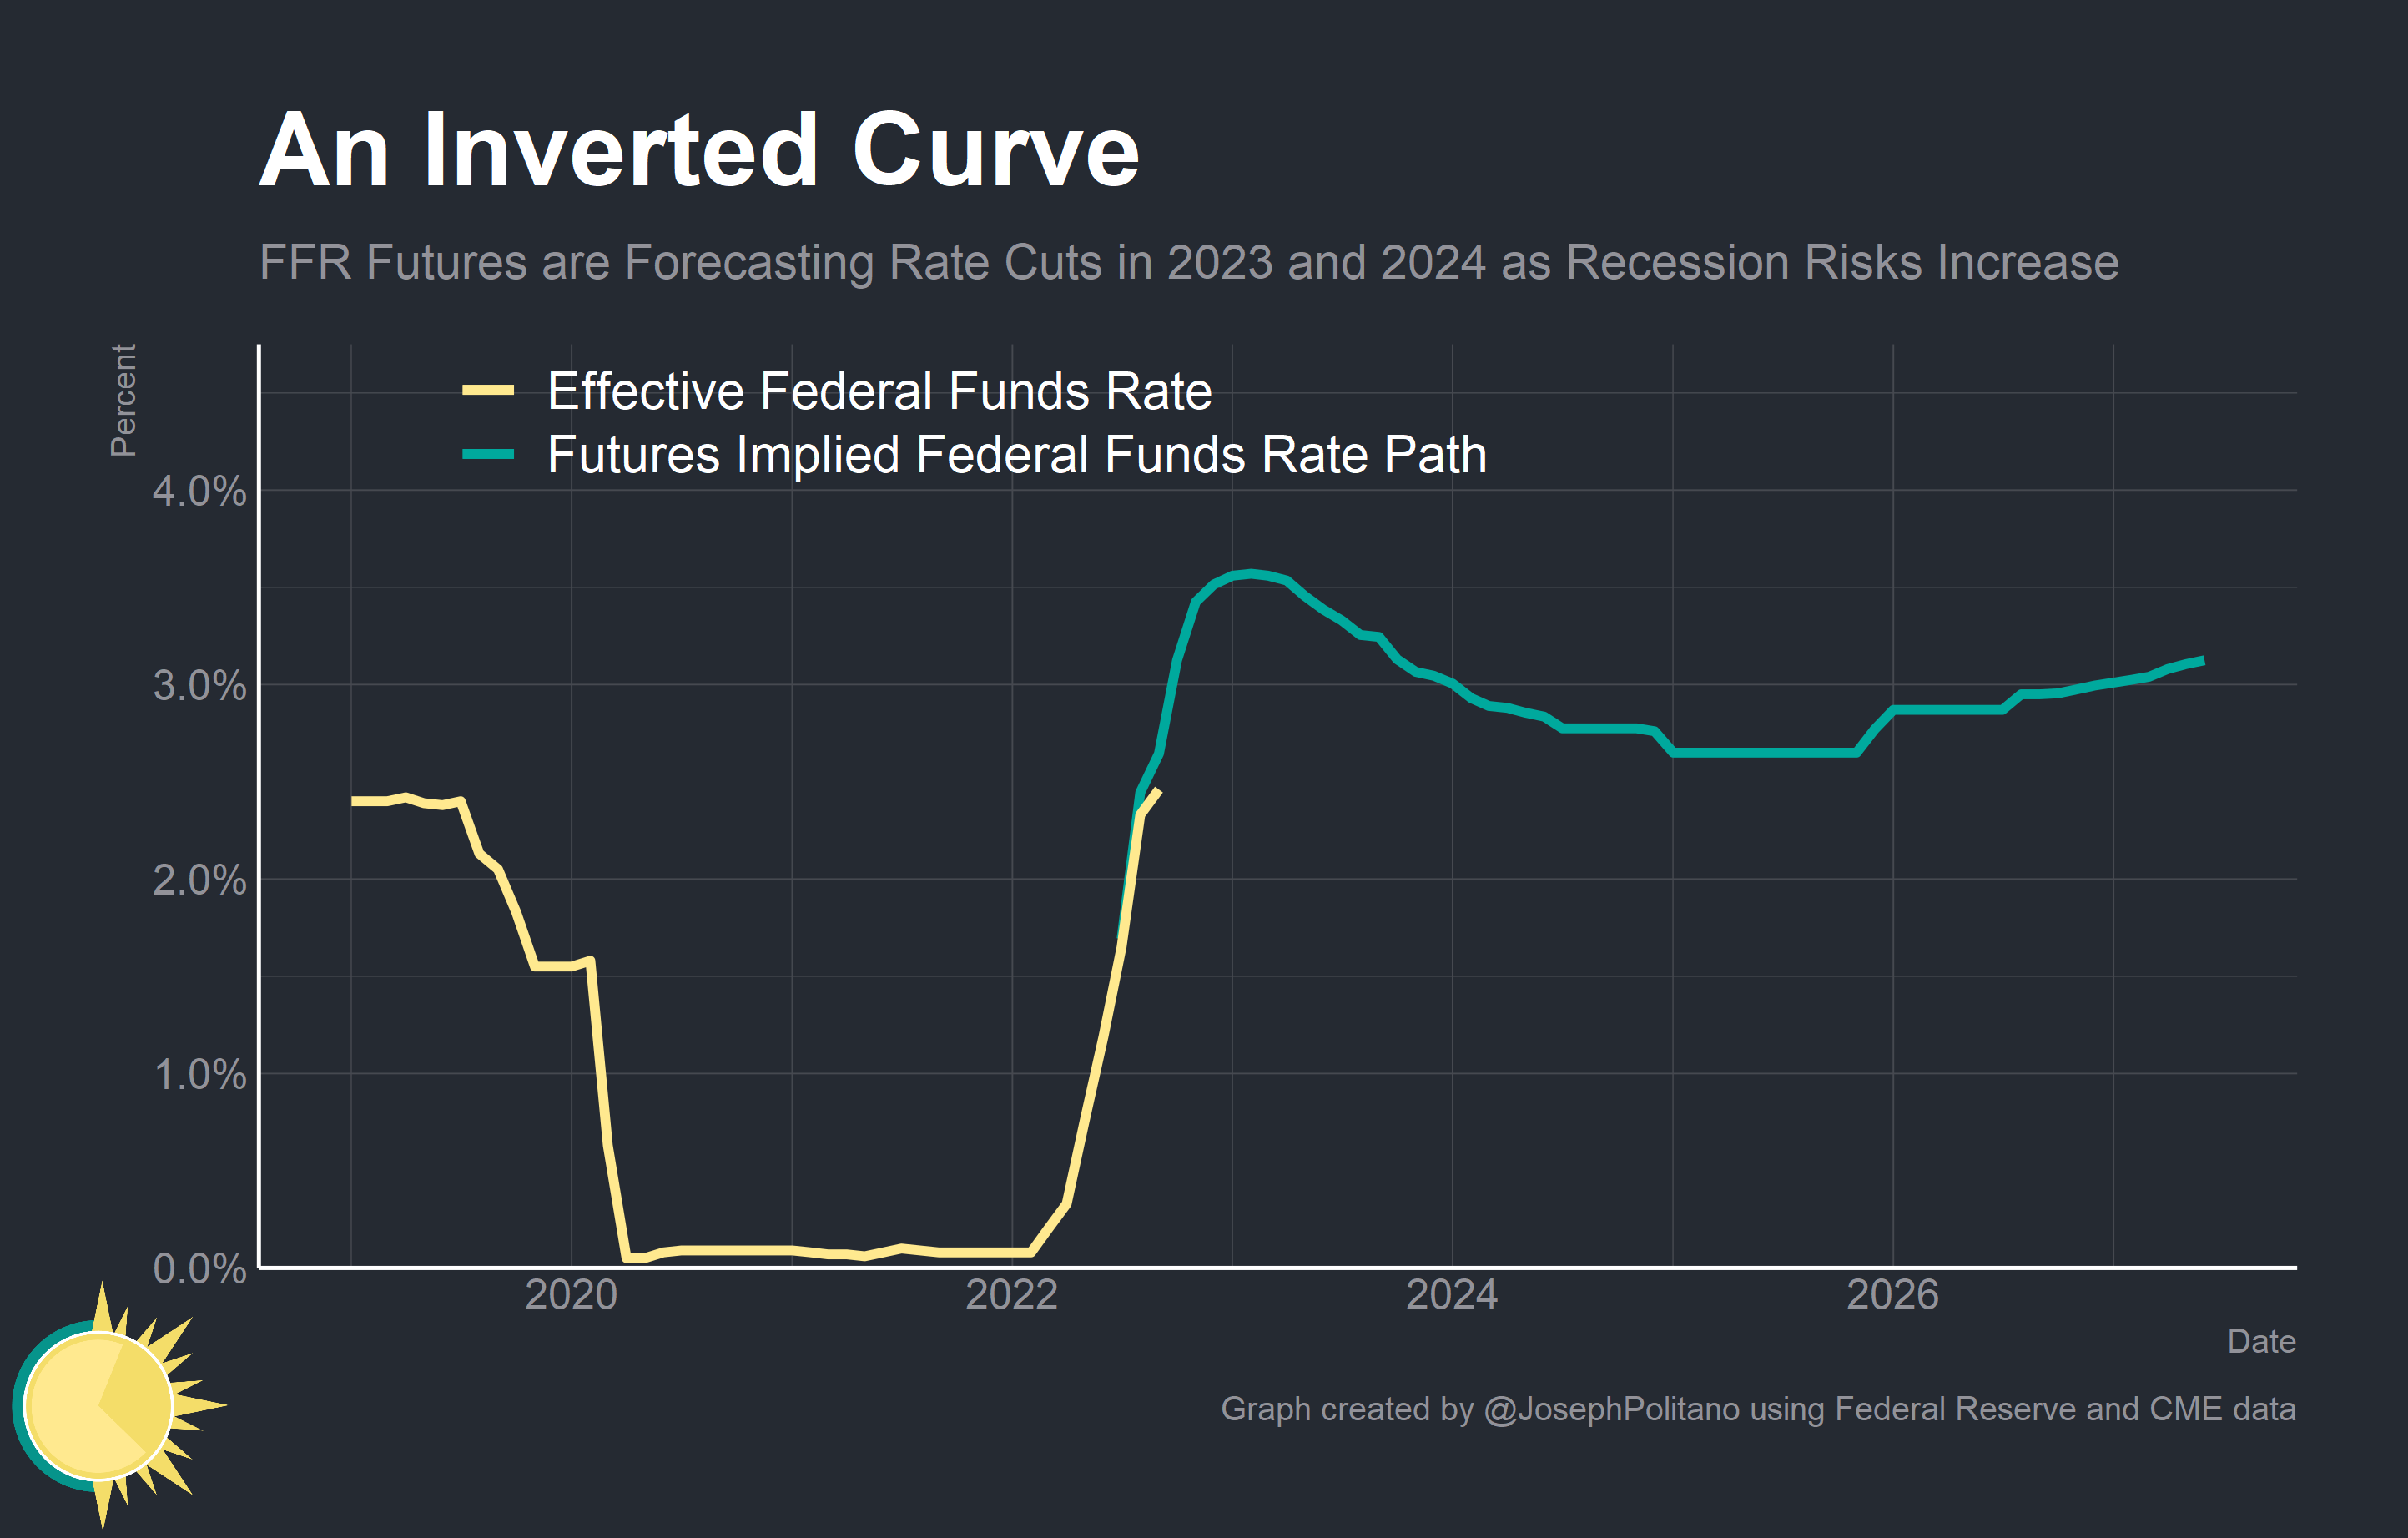 An Inverted Curve
FFR Futures are Forecasting Rate Cuts in 2023 and 2024 as Recession Risks Increase
Percent
Effective Federal Funds Rate
Futures Implied Federal Funds Rate Path
4.0%
3.0%
2.0%
1.0%
0.0%
2020 2022 2024 2026
Date
Graph created by @JosephPolitano using Federal Reserve and CME data